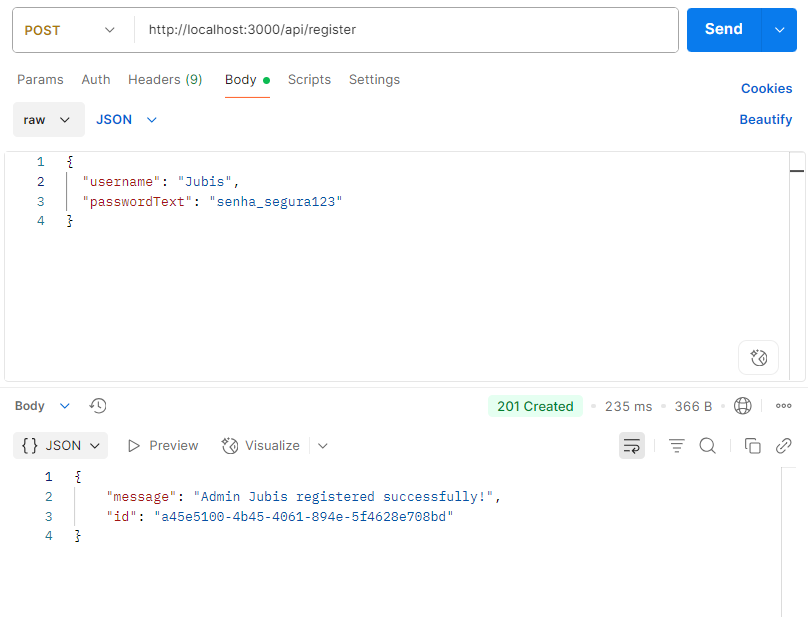 POST http://localhost:3000/api/register Send
Params Auth Headers (9) Body Scripts Settings Cookies
raw JSON Beautify
1 {
2 "username": "Jubis",
3 "passwordText": "senha_segura123"
4 }
Body 201 Created 235 ms 366 B
{} JSON Preview Visualize
1 {
2 "message": "Admin Jubis registered successfully!",
3 "id": "a45e5100-4b45-4061-894e-5f4628e708bd"
4 }